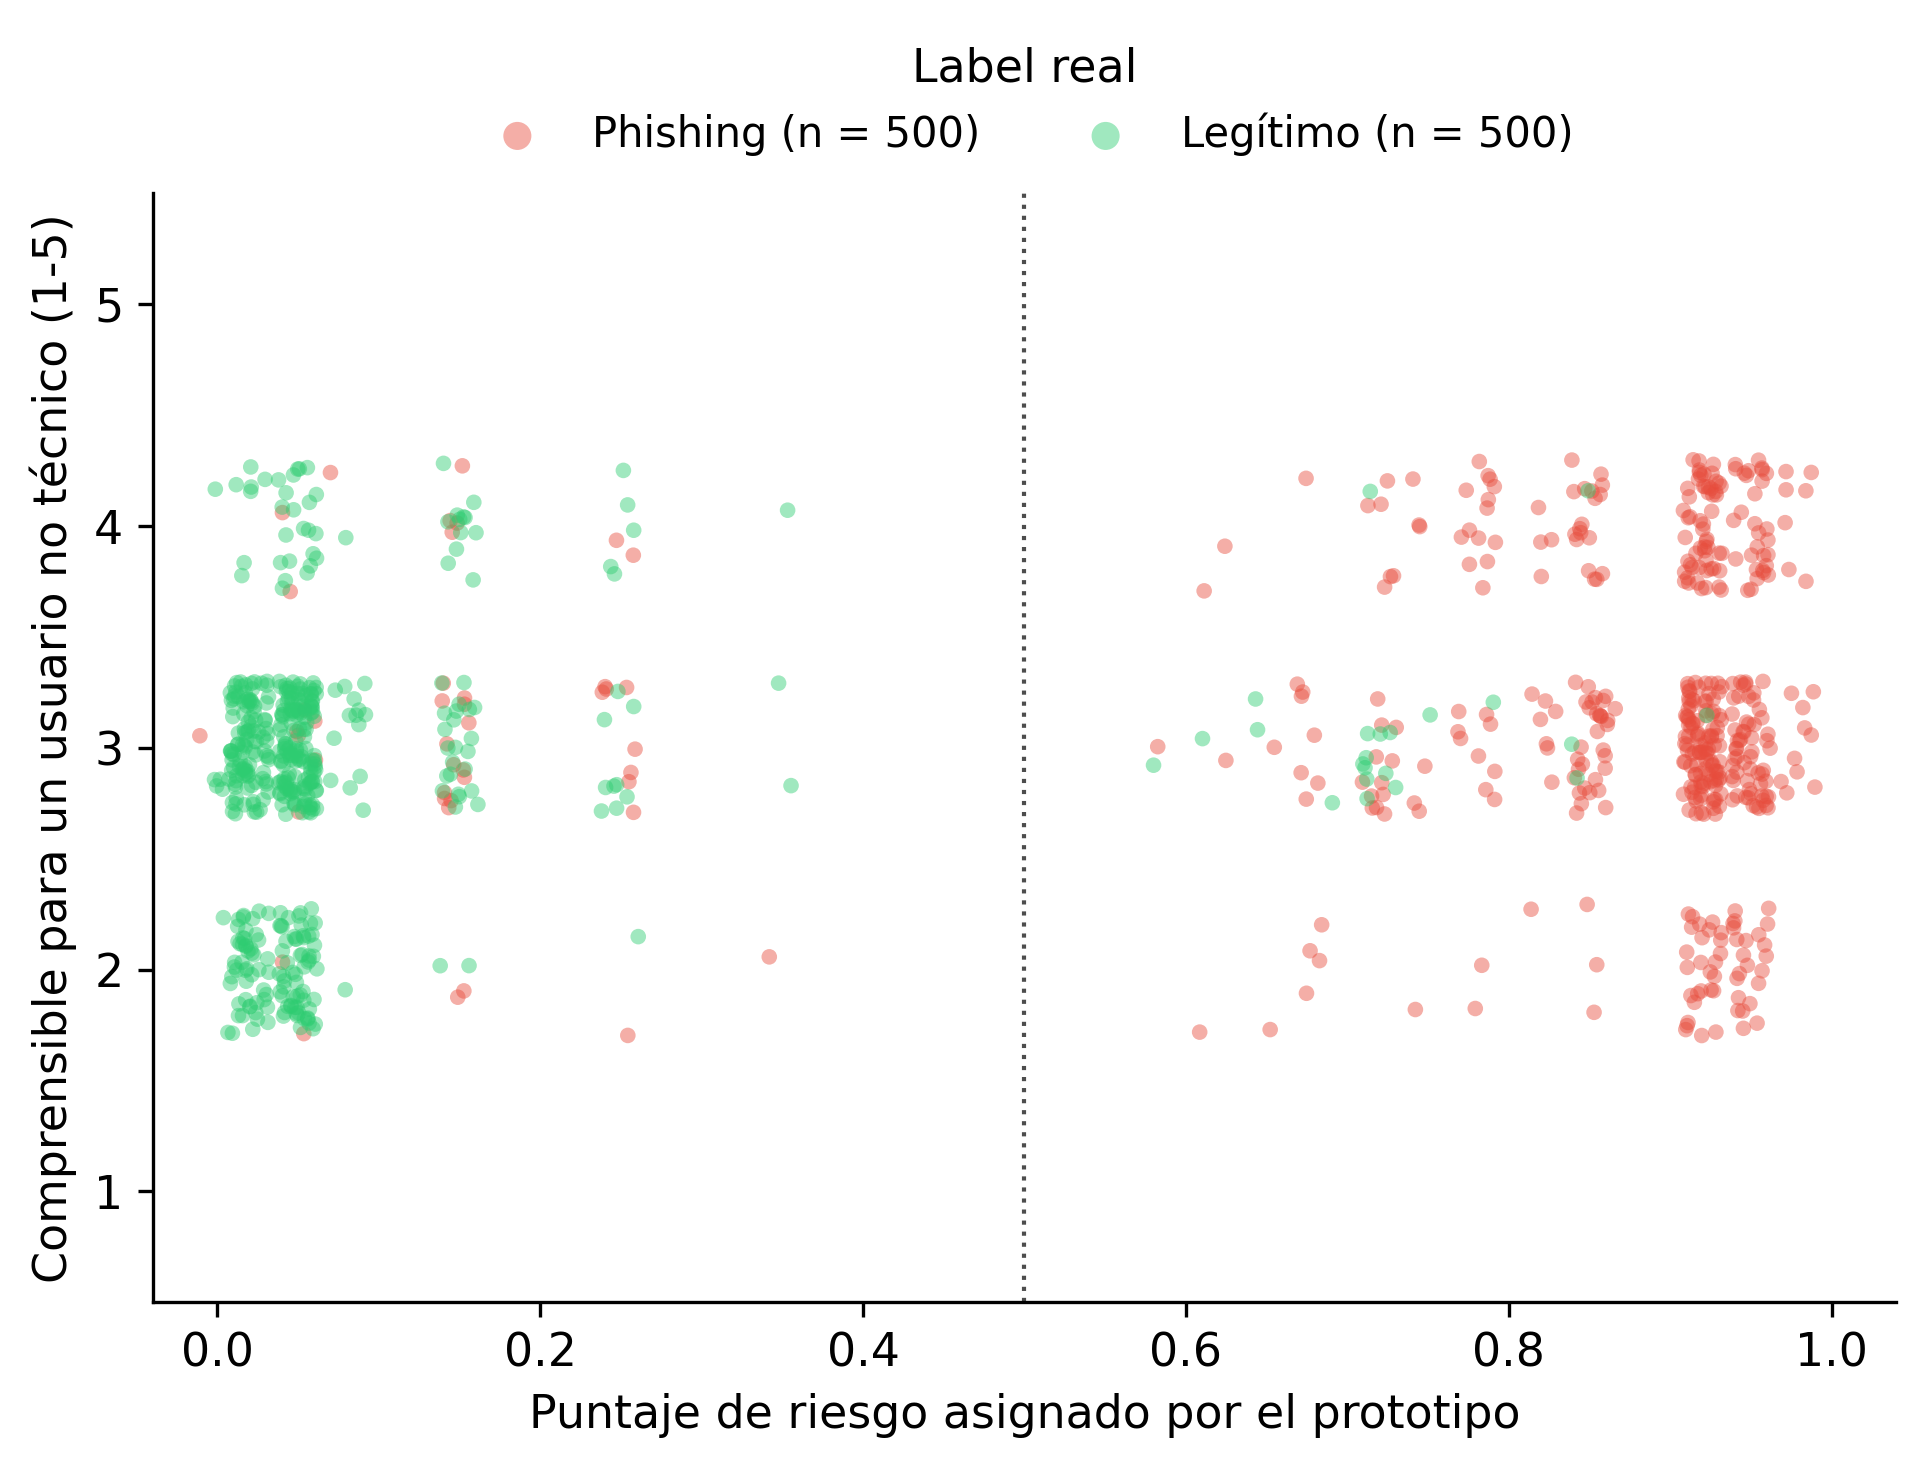 Label real
Phishing (n = 500)
Legítimo (n = 500)
Comprensible para un usuario no técnico (1-5)
5
4
3
2
1
0.0
0.2
0.4
0.6
0.8
1.0
Puntaje de riesgo asignado por el prototipo